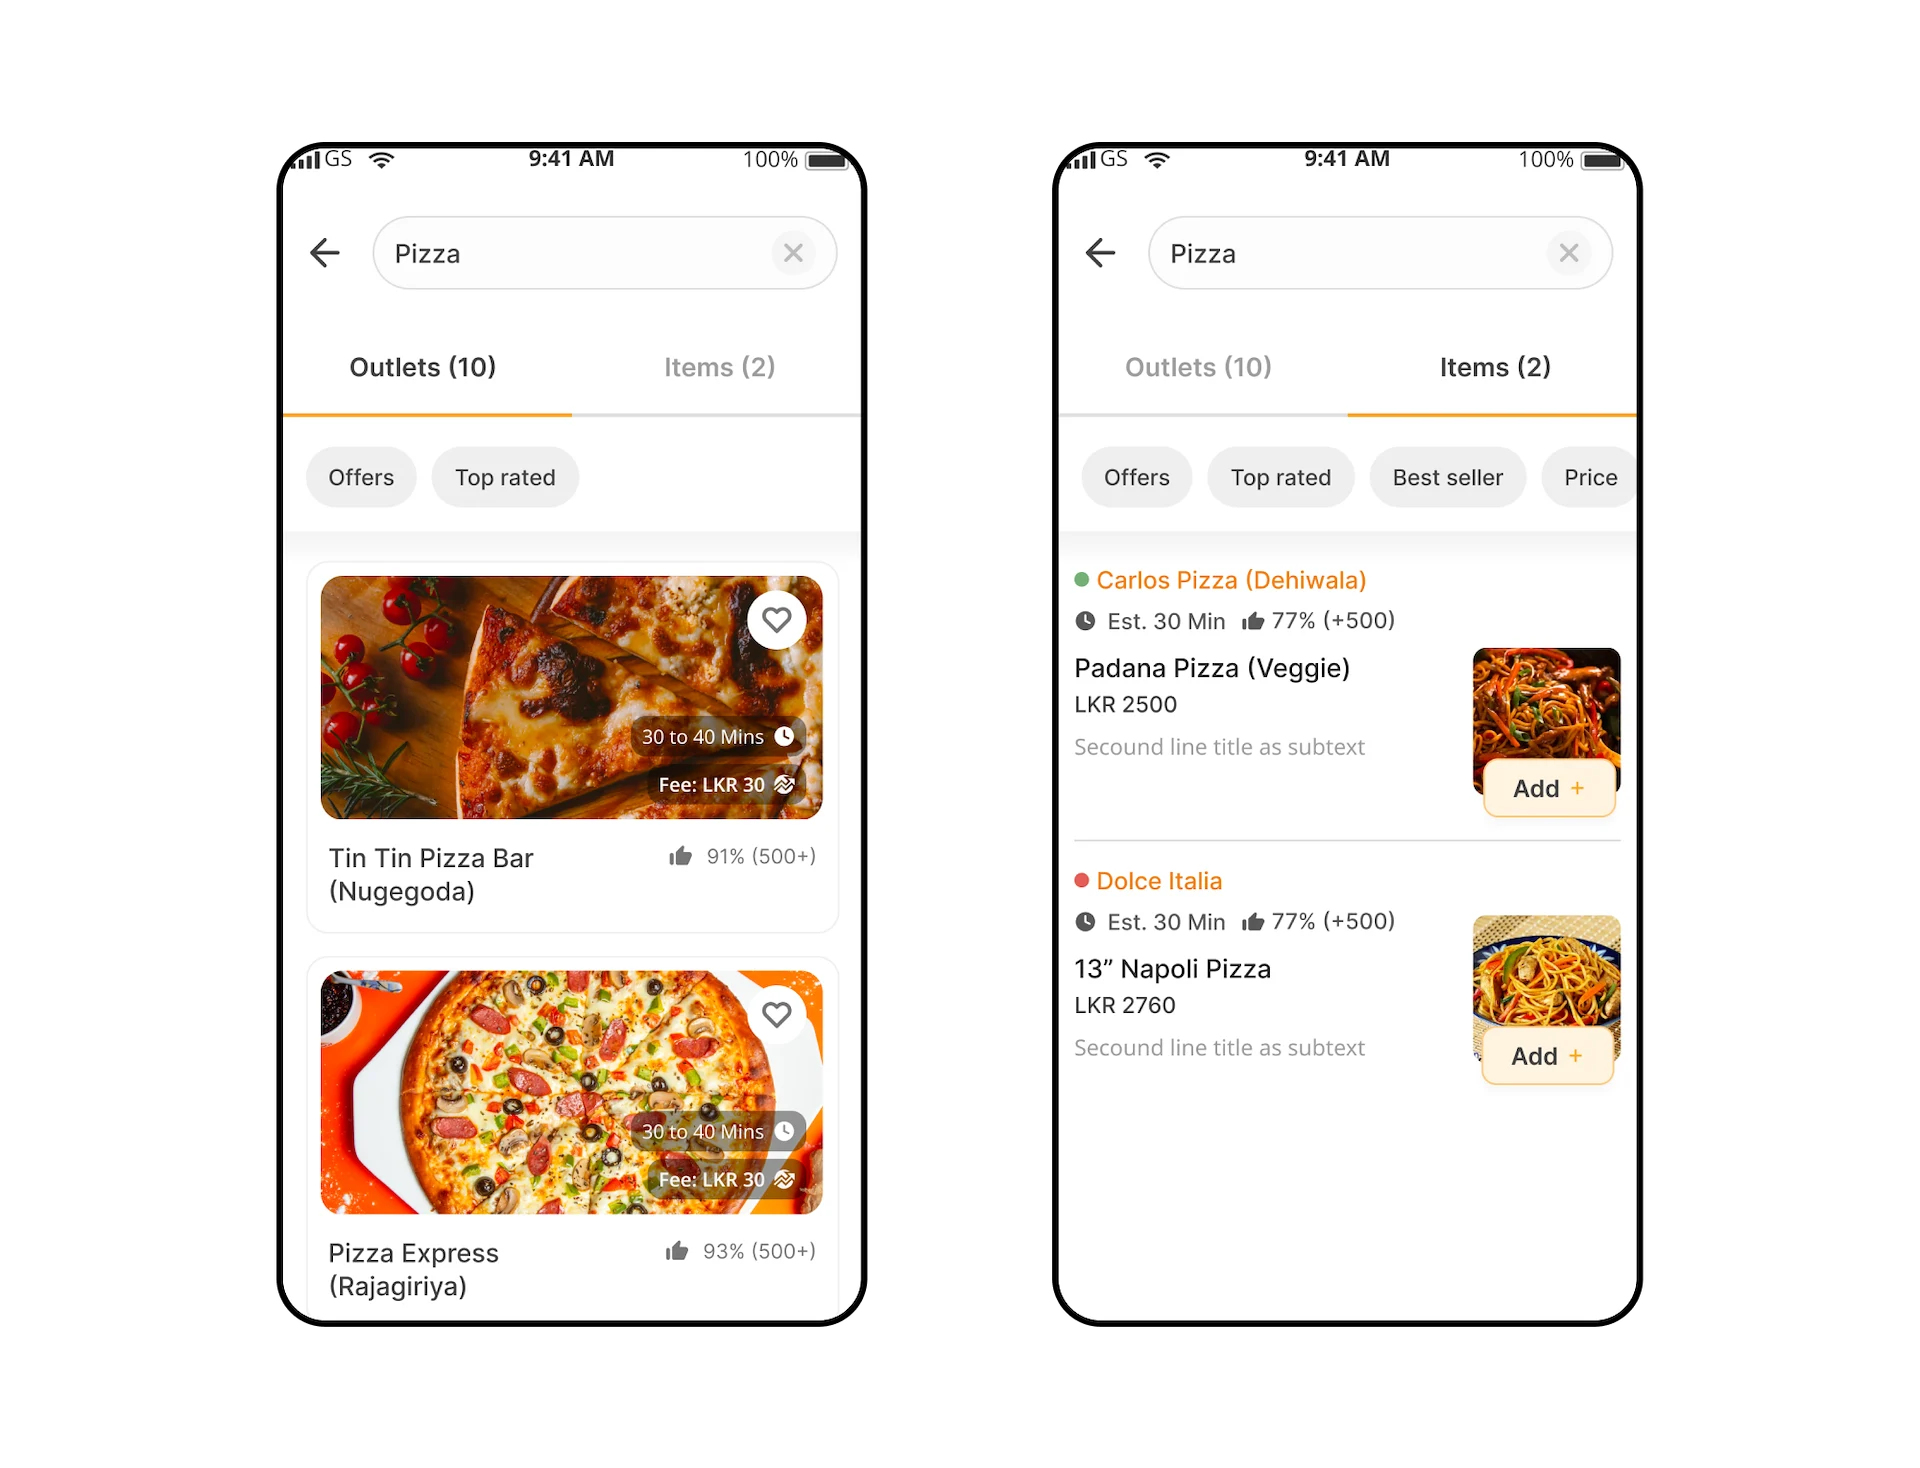 GS 9:41 AM 100%
Pizza
Outlets (10) Items (2)
Offers Top rated
30 to 40 Mins
Fee: LKR 30
Tin Tin Pizza Bar 91% (500+)
(Nugegoda)
30 to 40 Mins
Fee: LKR 30
Pizza Express 93% (500+)
(Rajagiriya)
GS 9:41 AM 100%
Pizza
Outlets (10) Items (2)
Offers Top rated Best seller Price
Carlos Pizza (Dehiwala)
Est. 30 Min 77% (+500)
Padana Pizza (Veggie)
LKR 2500
Secound line title as subtext
Add +
Dolce Italia
Est. 30 Min 77% (+500)
13” Napoli Pizza
LKR 2760
Secound line title as subtext
Add +